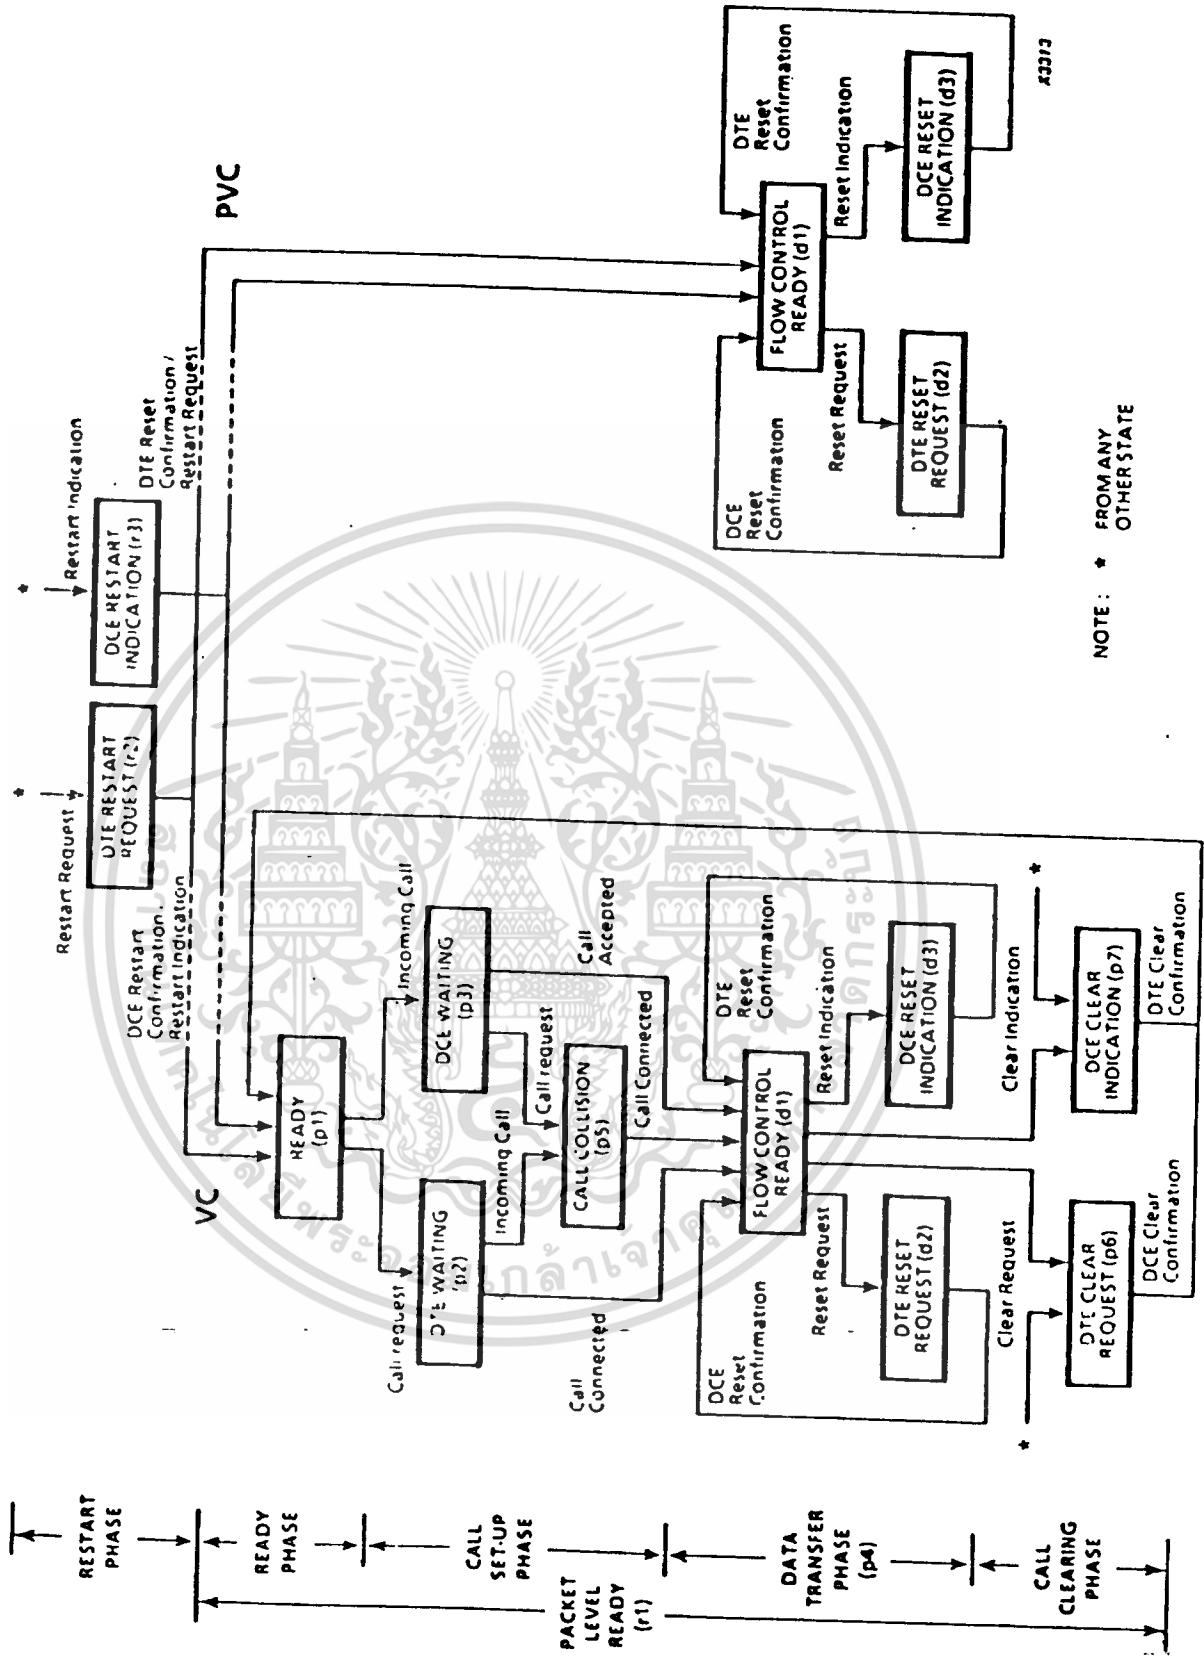 RESTART
PHASE
READY
PHASE
CALL
SET-UP
PHASE
DATA
TRANSFER
PHASE
(p4)
CALL
CLEARING
PHASE
PACKET
LEVEL
READY
(r1)
*
Restart Request
DTE RESTART
REQUEST (r2)
*
Restart Indication
DCE RESTART
INDICATION (r3)
DCE Restart
Confirmation
Restart Indication
DTE Reset
Confirmation /
Restart Request
VC
PVC
READY
(p1)
Call request
Incoming Call
DTE WAITING
DCE WAITING
(p3)
Incoming Call
Call request
CALL COLLISION
(p5)
Call
Connected
Call Connected
Call
Accepted
DCE
Reset
Confirmation
DTE
Reset
Confirmation
FLOW CONTROL
READY (d1)
Reset Request
Reset Indication
DTE RESET
REQUEST (d2)
DCE RESET
INDICATION (d3)
*
Clear Request
Clear Indication
*
DTE CLEAR
REQUEST (p6)
DCE CLEAR
INDICATION (p7)
DCE Clear
Confirmation
DTE Clear
Confirmation
DCE
Reset
Confirmation
DTE
Reset
Confirmation
FLOW CONTROL
READY (d1)
Reset Request
Reset Indication
DTE RESET
REQUEST (d2)
DCE RESET
INDICATION (d3)
NOTE : * FROM ANY
OTHER STATE